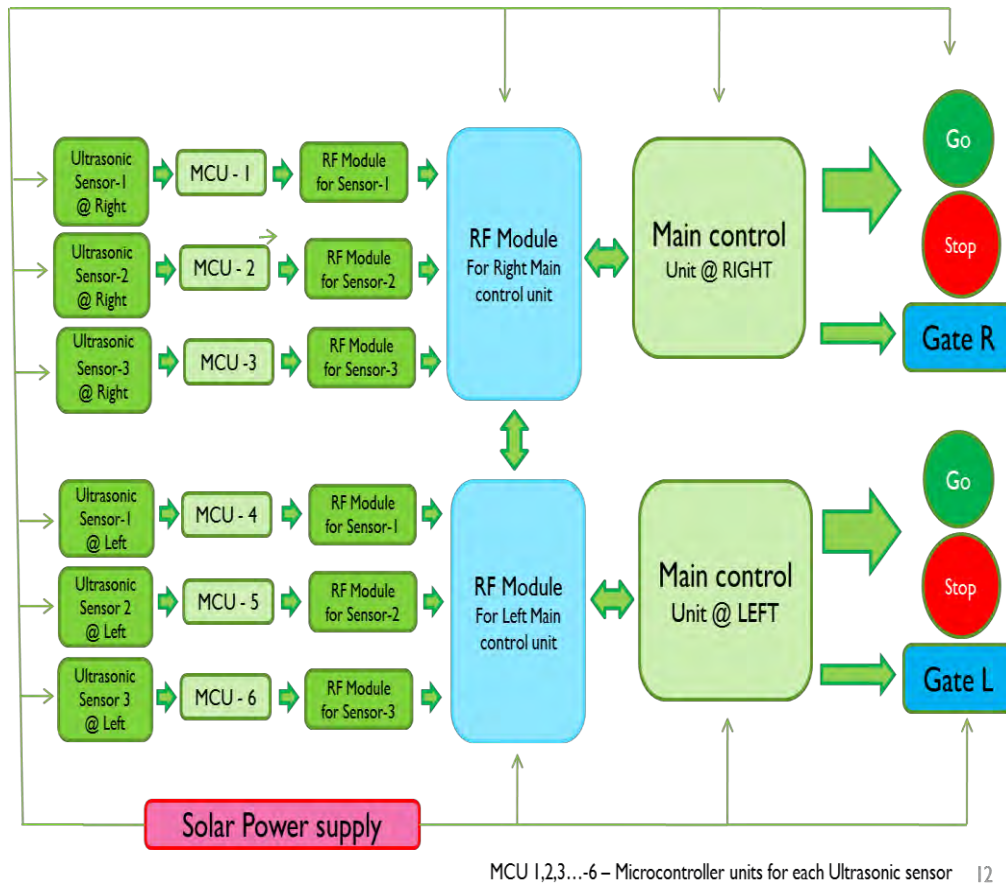 Ultrasonic
Sensor-1
@ Right
MCU - 1
RF Module
for Sensor-1
Ultrasonic
Sensor-2
@ Right
MCU - 2
RF Module
for Sensor-2
Ultrasonic
Sensor-3
@ Right
MCU -3
RF Module
for Sensor-3
RF Module
For Right Main
control unit
Main control
Unit @ RIGHT
Go
Stop
Gate R
Ultrasonic
Sensor-1
@ Left
MCU - 4
RF Module
for Sensor-1
Ultrasonic
Sensor 2
@ Left
MCU - 5
RF Module
for Sensor-2
Ultrasonic
Sensor 3
@ Left
MCU - 6
RF Module
for Sensor-3
RF Module
For Left Main
control unit
Main control
Unit @ LEFT
Go
Stop
Gate L
Solar Power supply
MCU 1,2,3...-6 – Microcontroller units for each Ultrasonic sensor 12